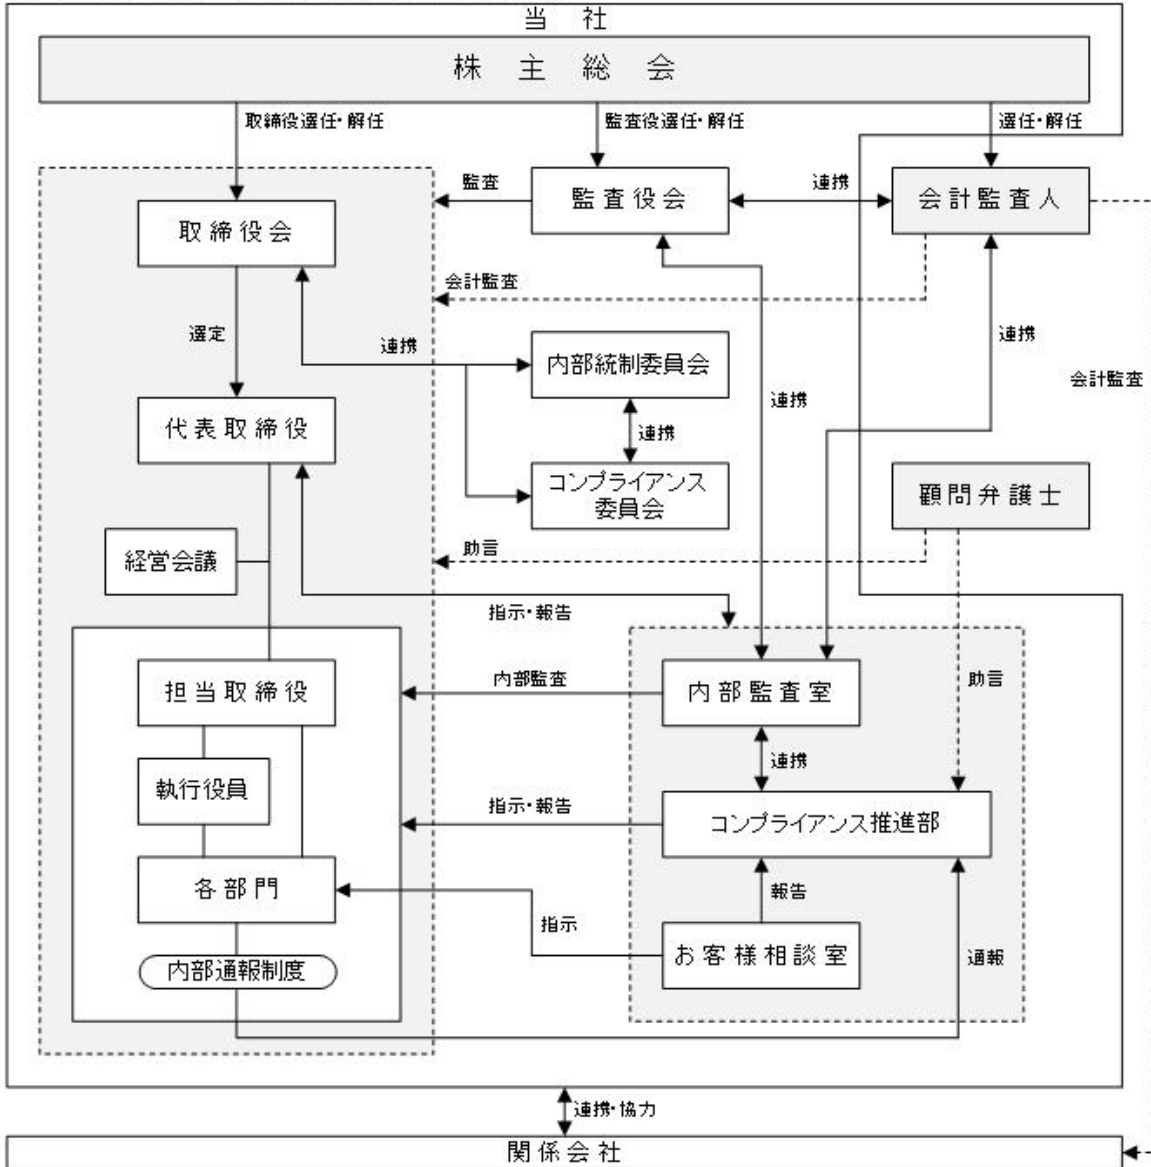 当 社
株 主 総 会
取締役選任・解任
監査役選任・解任
選任・解任
取締役会
監査
監査役会
連携
会計監査人
会計監査
選定
連携
内部統制委員会
連携
連携
連携
会計監査
代表取締役
コンプライアンス
委員会
顧問弁護士
経営会議
助言
指示・報告
担当取締役
内部監査
内部監査室
助言
連携
執行役員
指示・報告
コンプライアンス推進部
各部門
報告
指示
お客様相談室
通報
内部通報制度
連携・協力
関係会社